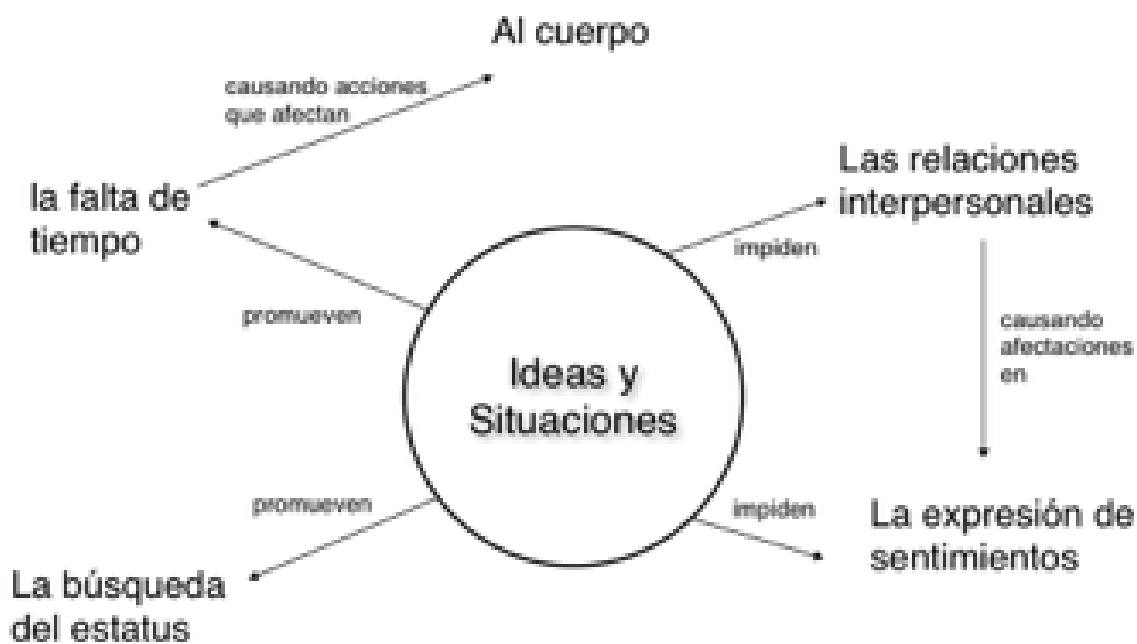 Al cuerpo
causando acciones
que afectan
Las relaciones
interpersonales
la falta de
tiempo
impiden
promueven
causando
afectaciones
en
Ideas y
Situaciones
promueven
impiden
La expresión de
sentimientos
La búsqueda
del estatus